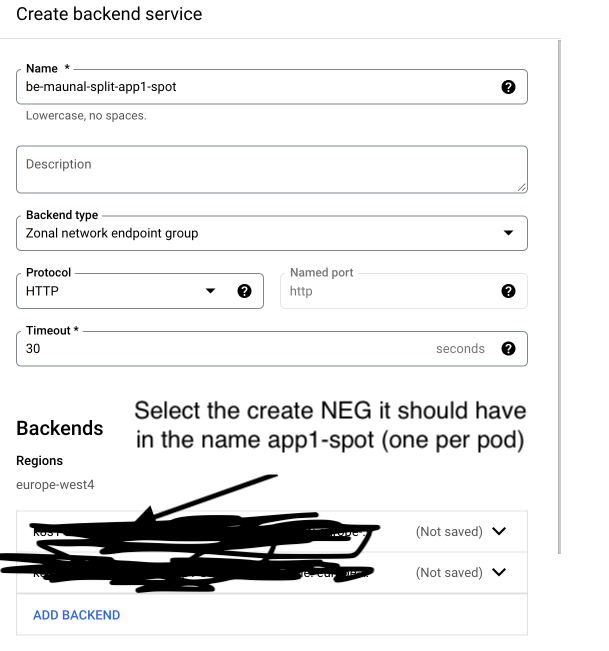 Create backend service
Name *
be-maunal-split-app1-spot
Lowercase, no spaces.
Description
Backend type
Zonal network endpoint group
Protocol
HTTP
Named port
http
Timeout *
30
seconds
Select the create NEG it should have
in the name app1-spot (one per pod)
Backends
Regions
europe-west4
(Not saved)
(Not saved)
ADD BACKEND